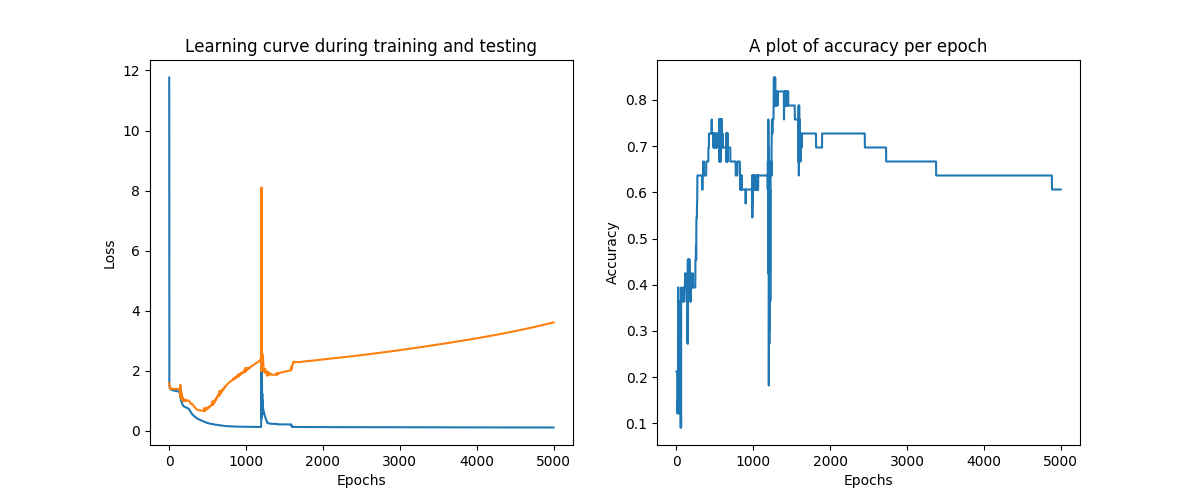 Learning curve during training and testing
12
10
8
6
4
2
0
Loss
0 1000 2000 3000 4000 5000
Epochs
A plot of accuracy per epoch
0.8
0.7
0.6
0.5
0.4
0.3
0.2
0.1
Accuracy
0 1000 2000 3000 4000 5000
Epochs